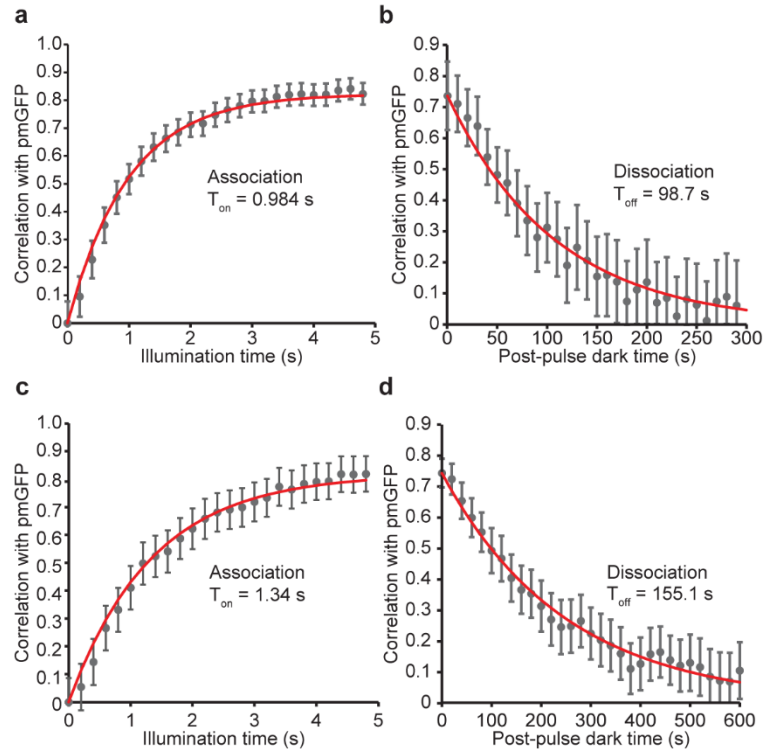 a
Correlation with pmGFP
1.0
0.9
0.8
0.7
0.6
0.5
0.4
0.3
0.2
0.1
0
Association
Ton = 0.984 s
0 1 2 3 4 5
Illumination time (s)
b
Correlation with pmGFP
0.9
0.8
0.7
0.6
0.5
0.4
0.3
0.2
0.1
0
Dissociation
Toff = 98.7 s
0 50 100 150 200 250 300
Post-pulse dark time (s)
c
Correlation with pmGFP
1.0
0.9
0.8
0.7
0.6
0.5
0.4
0.3
0.2
0.1
0
Association
Ton = 1.34 s
0 1 2 3 4 5
Illumination time (s)
d
Correlation with pmGFP
0.9
0.8
0.7
0.6
0.5
0.4
0.3
0.2
0.1
0
Dissociation
Toff = 155.1 s
0 100 200 300 400 500 600
Post-pulse dark time (s)